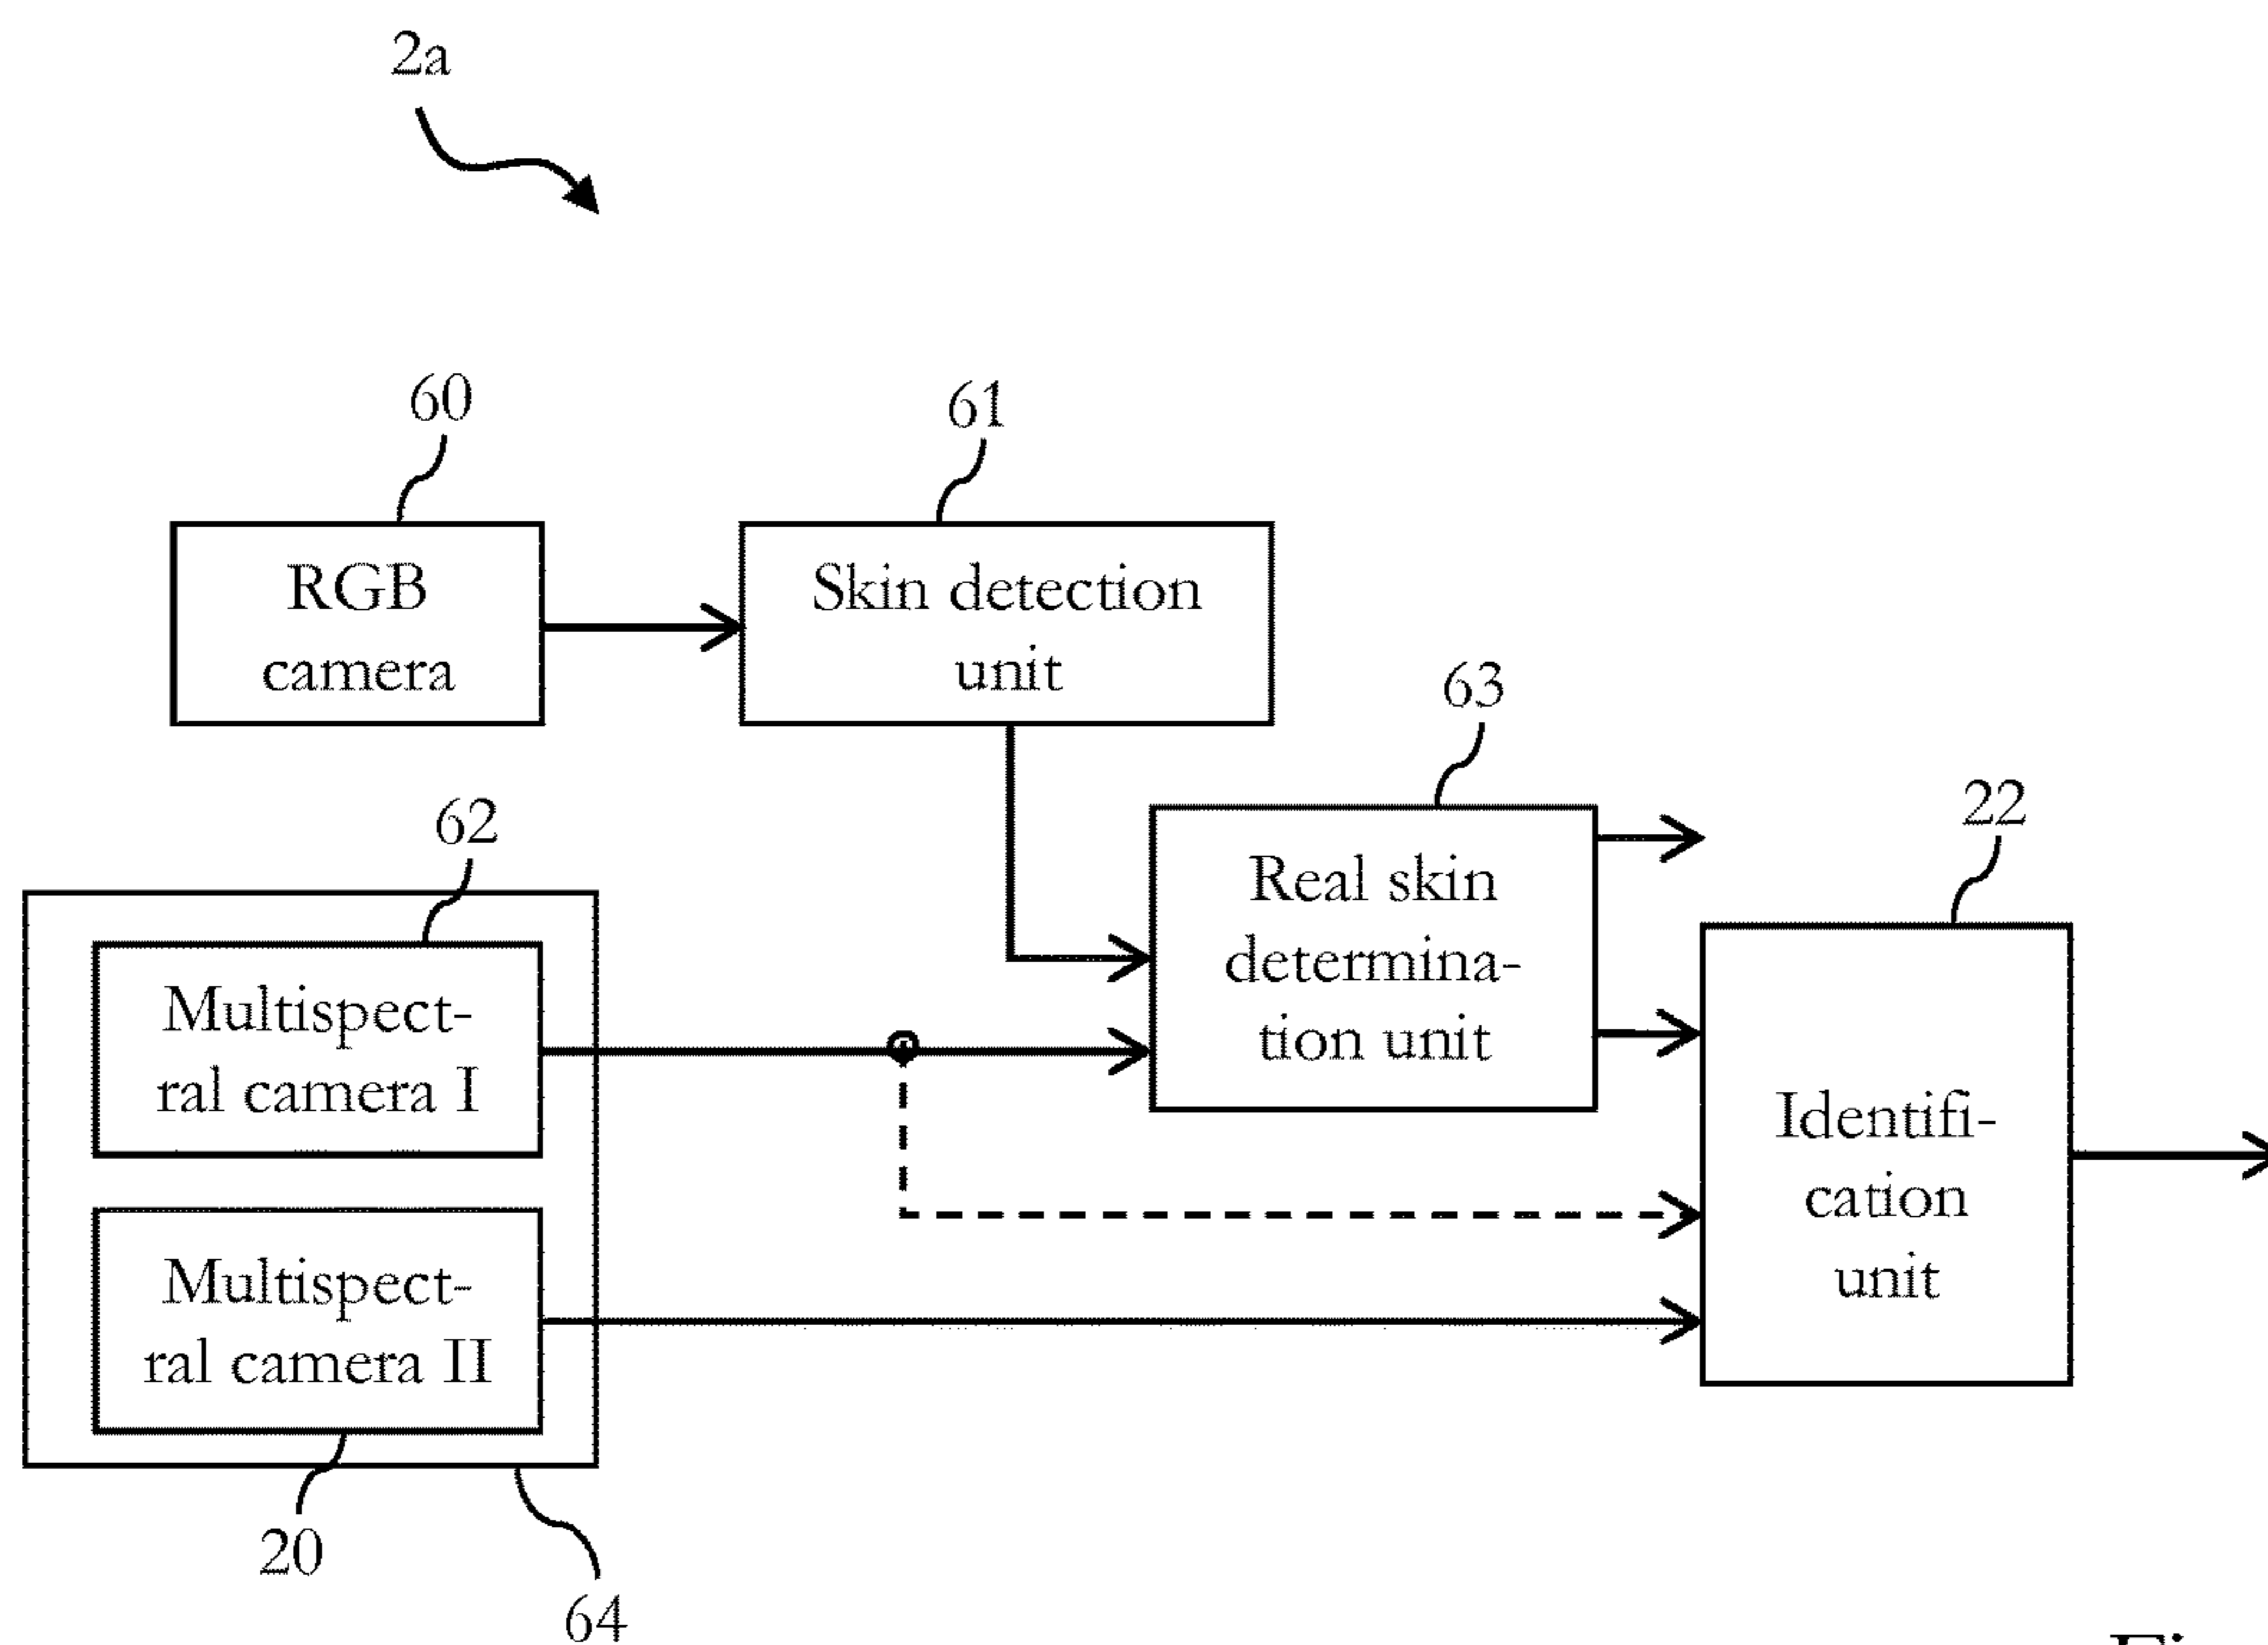 2a
60
61
RGB
camera
Skin detection
unit
63
62
22
Real skin
determina-
tion unit
Multispect-
ral camera I
Identifi-
cation
unit
Multispect-
ral camera II
20
64